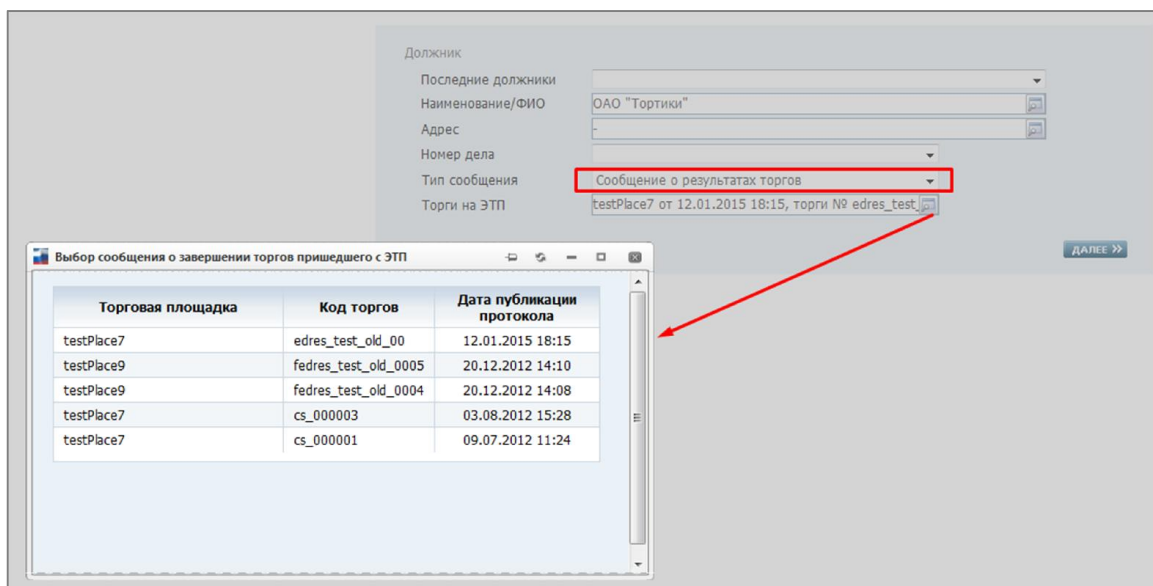 Должник
Последние должники
Наименование/ФИО ОАО "Тортики"
Адрес -
Номер дела
Тип сообщения Сообщение о результатах торгов
Торги на ЭТП testPlace7 от 12.01.2015 18:15, торги № edres_test_
ДАЛЕЕ
Выбор сообщения о завершении торгов пришедшего с ЭТП
Торговая площадка Код торгов Дата публикации протокола
testPlace7 edres_test_old_00 12.01.2015 18:15
testPlace9 fedres_test_old_0005 20.12.2012 14:10
testPlace9 fedres_test_old_0004 20.12.2012 14:08
testPlace7 cs_000003 03.08.2012 15:28
testPlace7 cs_000001 09.07.2012 11:24